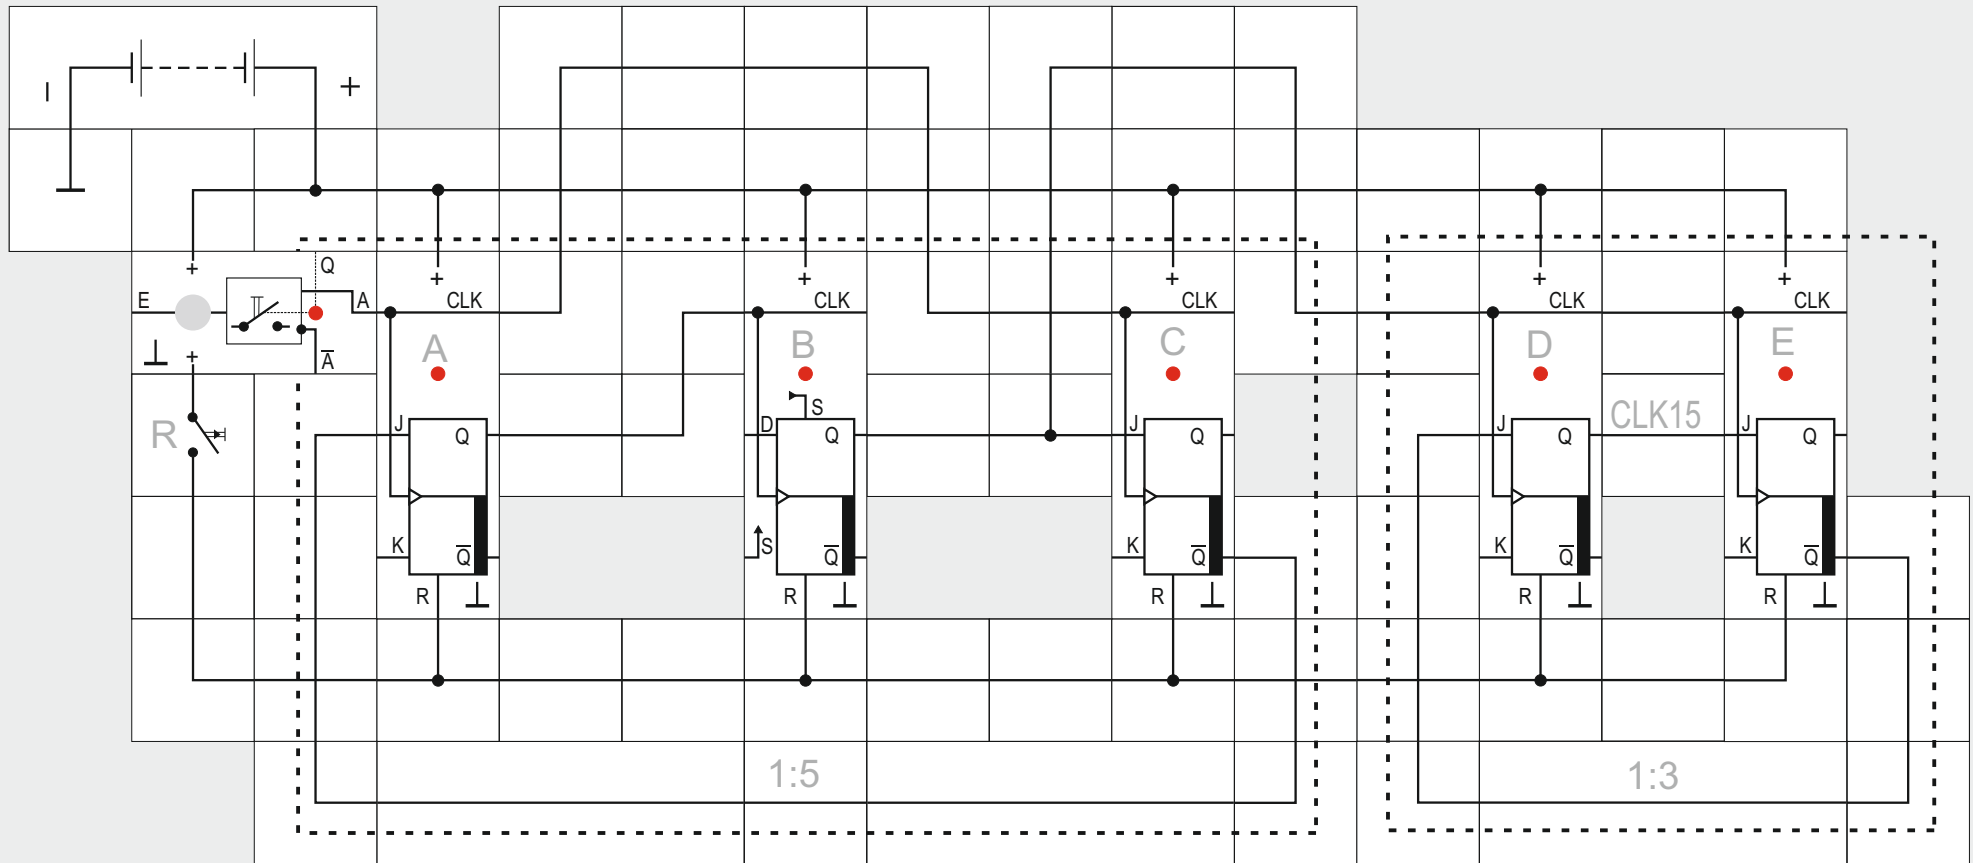 − +
+ + + + +
Q
E + A CLK CLK CLK CLK CLK
⊥ + A̅ A B C D E
R J Q S D Q J Q J Q CLK15 J Q
K Q̅ S Q̅ K Q̅ K Q̅ K Q̅
R ⊥ R ⊥ R ⊥ R ⊥ R ⊥
1:5 1:3